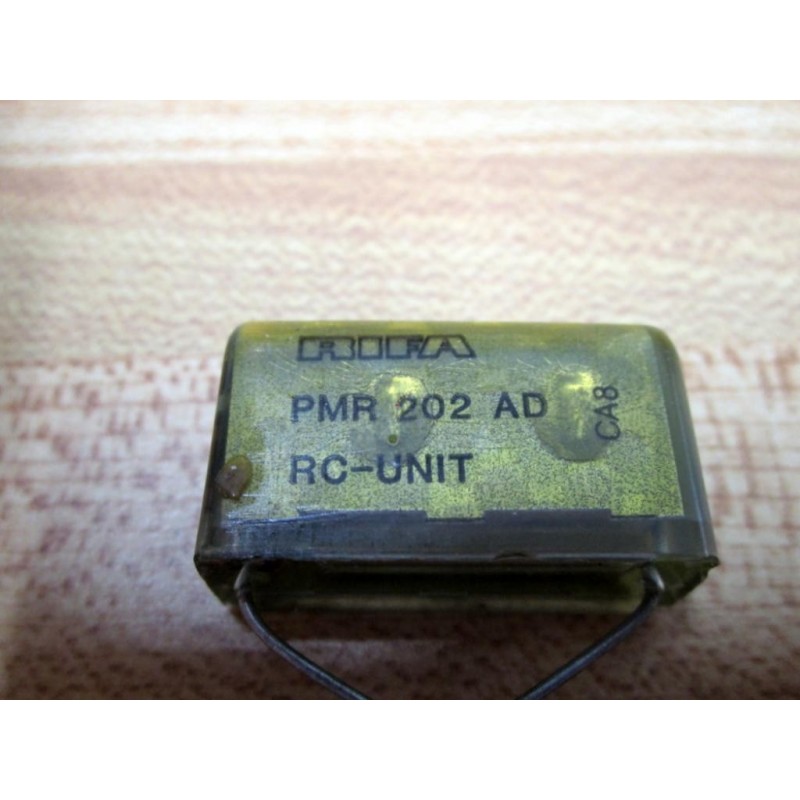 RIFA
PMR 202 AD
RC-UNIT
CA8